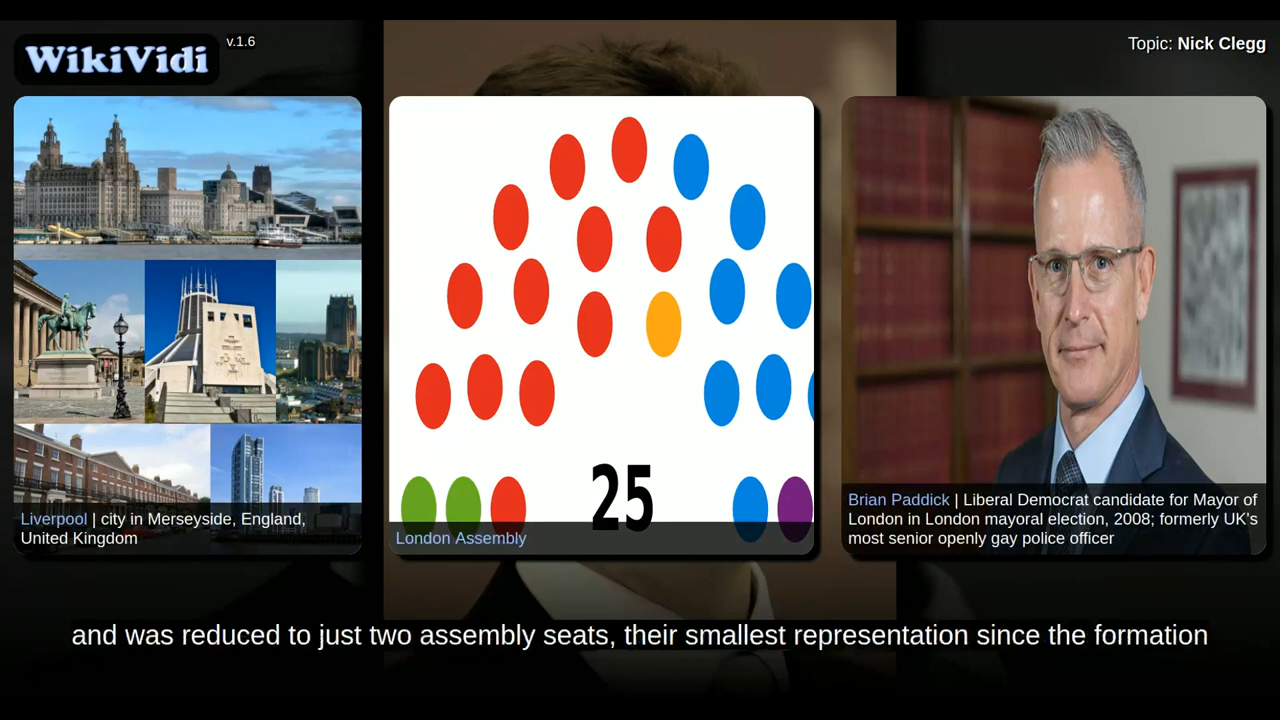 WikiVidi
v.1.6
Topic: Nick Clegg
Liverpool | city in Merseyside, England,
United Kingdom
25
London Assembly
Brian Paddick | Liberal Democrat candidate for Mayor of
London in London mayoral election, 2008; formerly UK's
most senior openly gay police officer
and was reduced to just two assembly seats, their smallest representation since the formation